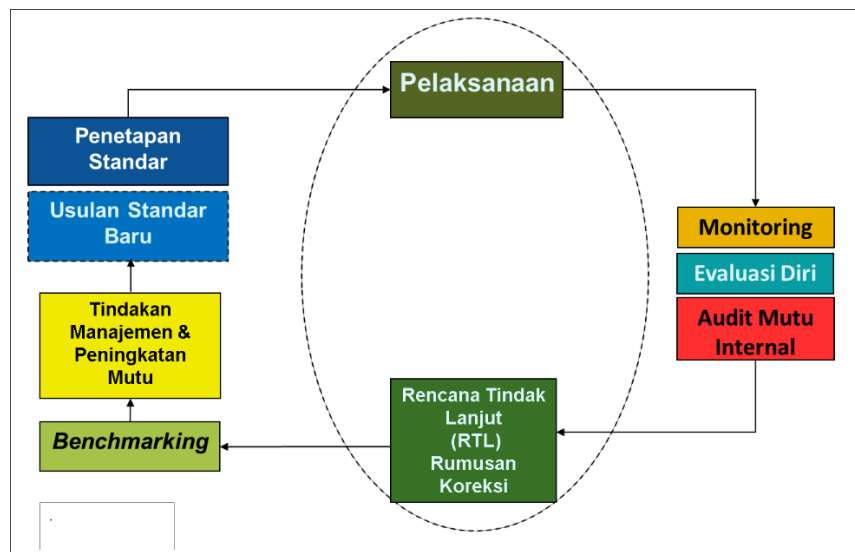 Pelaksanaan
Penetapan
Standar
Usulan Standar
Baru
Monitoring
Evaluasi Diri
Audit Mutu
Internal
Tindakan
Manajemen &
Peningkatan
Mutu
Rencana Tindak
Lanjut
(RTL)
Rumusan
Koreksi
Benchmarking
.